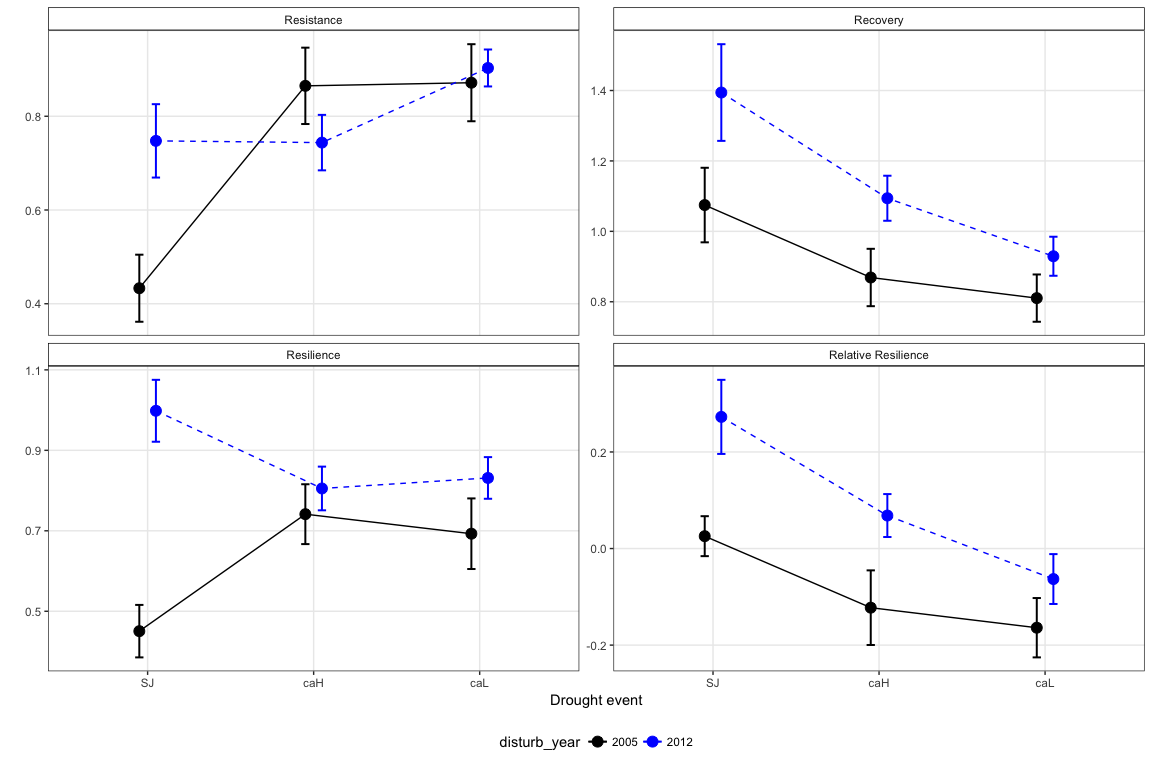 Resistance
Recovery
0.8
0.6
0.4
1.4
1.2
1.0
0.8
Resilience
Relative Resilience
1.1
0.9
0.7
0.5
0.2
0.0
-0.2
SJ caH caL
SJ caH caL
Drought event
disturb_year 2005 2012